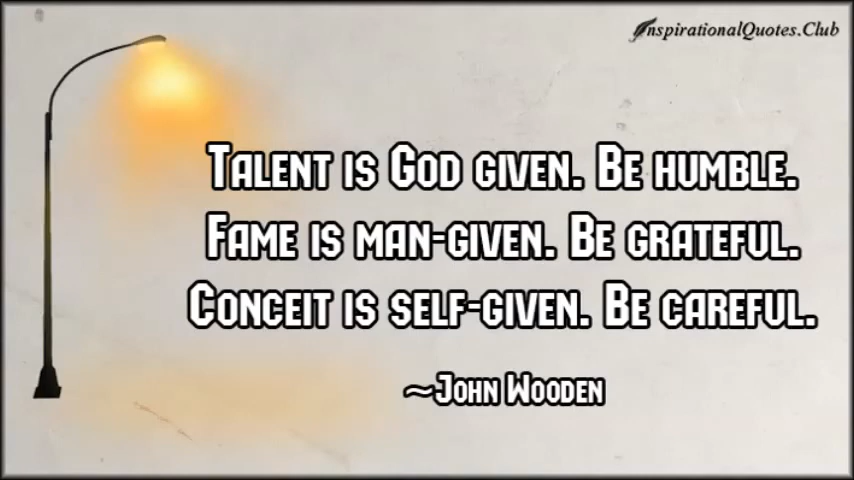 InspirationalQuotes.Club
Talent is God given. Be humble.
Fame is man-given. Be grateful.
Conceit is self-given. Be careful.
~John Wooden